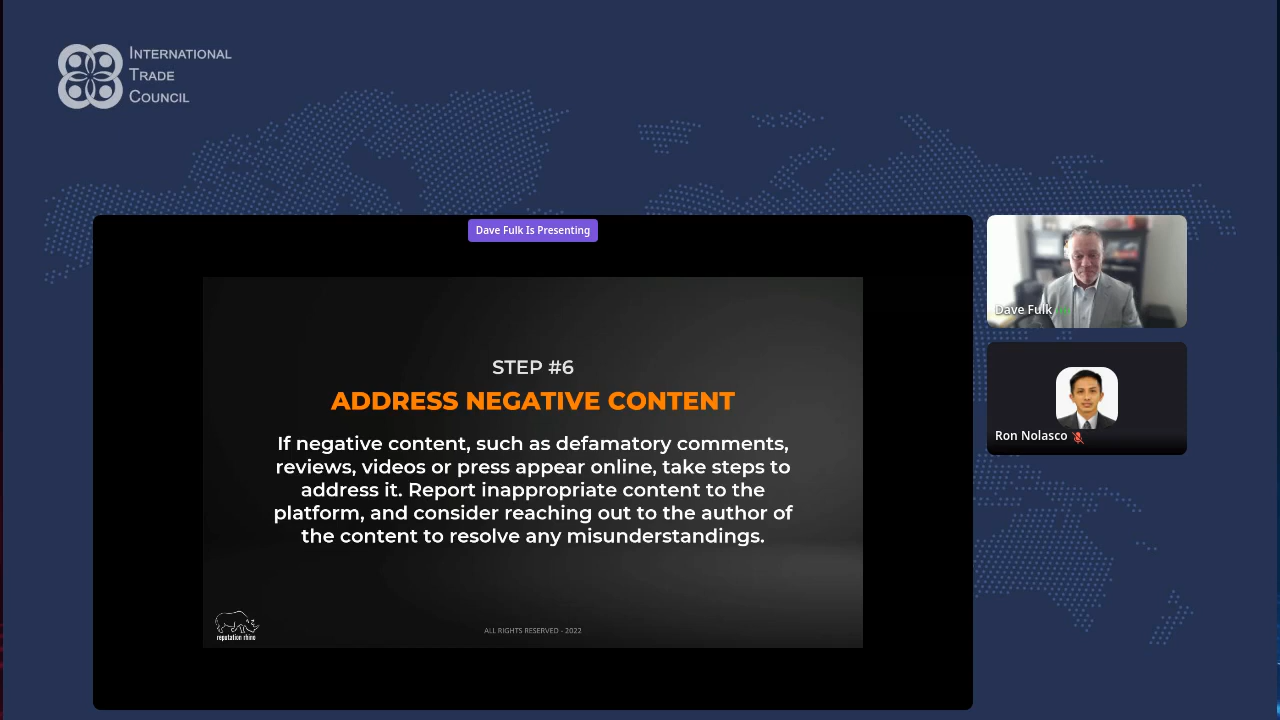 INTERNATIONAL
TRADE
COUNCIL
Dave Fulk Is Presenting
STEP #6
ADDRESS NEGATIVE CONTENT
If negative content, such as defamatory comments,
reviews, videos or press appear online, take steps to
address it. Report inappropriate content to the
platform, and consider reaching out to the author of
the content to resolve any misunderstandings.
reputation rhino
ALL RIGHTS RESERVED - 2022
Dave Fulk
Ron Nolasco